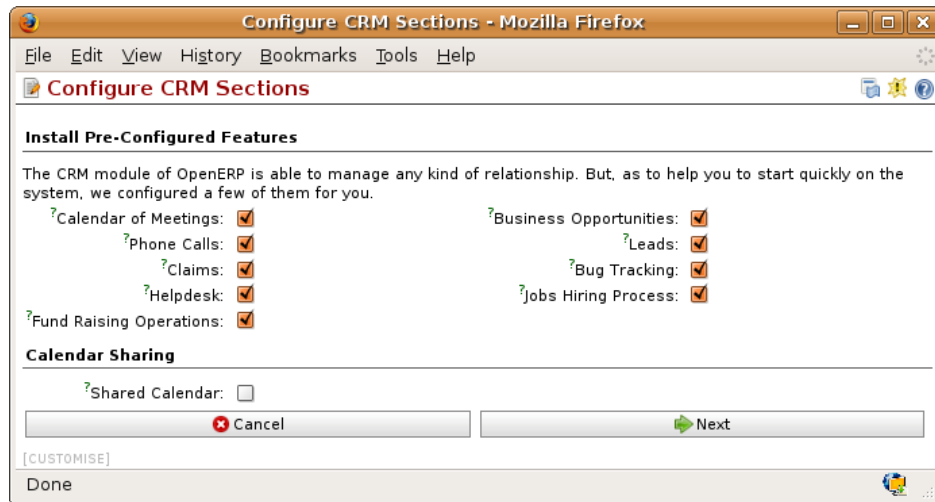 Configure CRM Sections - Mozilla Firefox
File Edit View History Bookmarks Tools Help
Configure CRM Sections
Install Pre-Configured Features
The CRM module of OpenERP is able to manage any kind of relationship. But, as to help you to start quickly on the
system, we configured a few of them for you.
?Calendar of Meetings: ?Business Opportunities:
?Phone Calls: ?Leads:
?Claims: ?Bug Tracking:
?Helpdesk: ?Jobs Hiring Process:
?Fund Raising Operations:
Calendar Sharing
?Shared Calendar:
Cancel Next
[CUSTOMISE]
Done